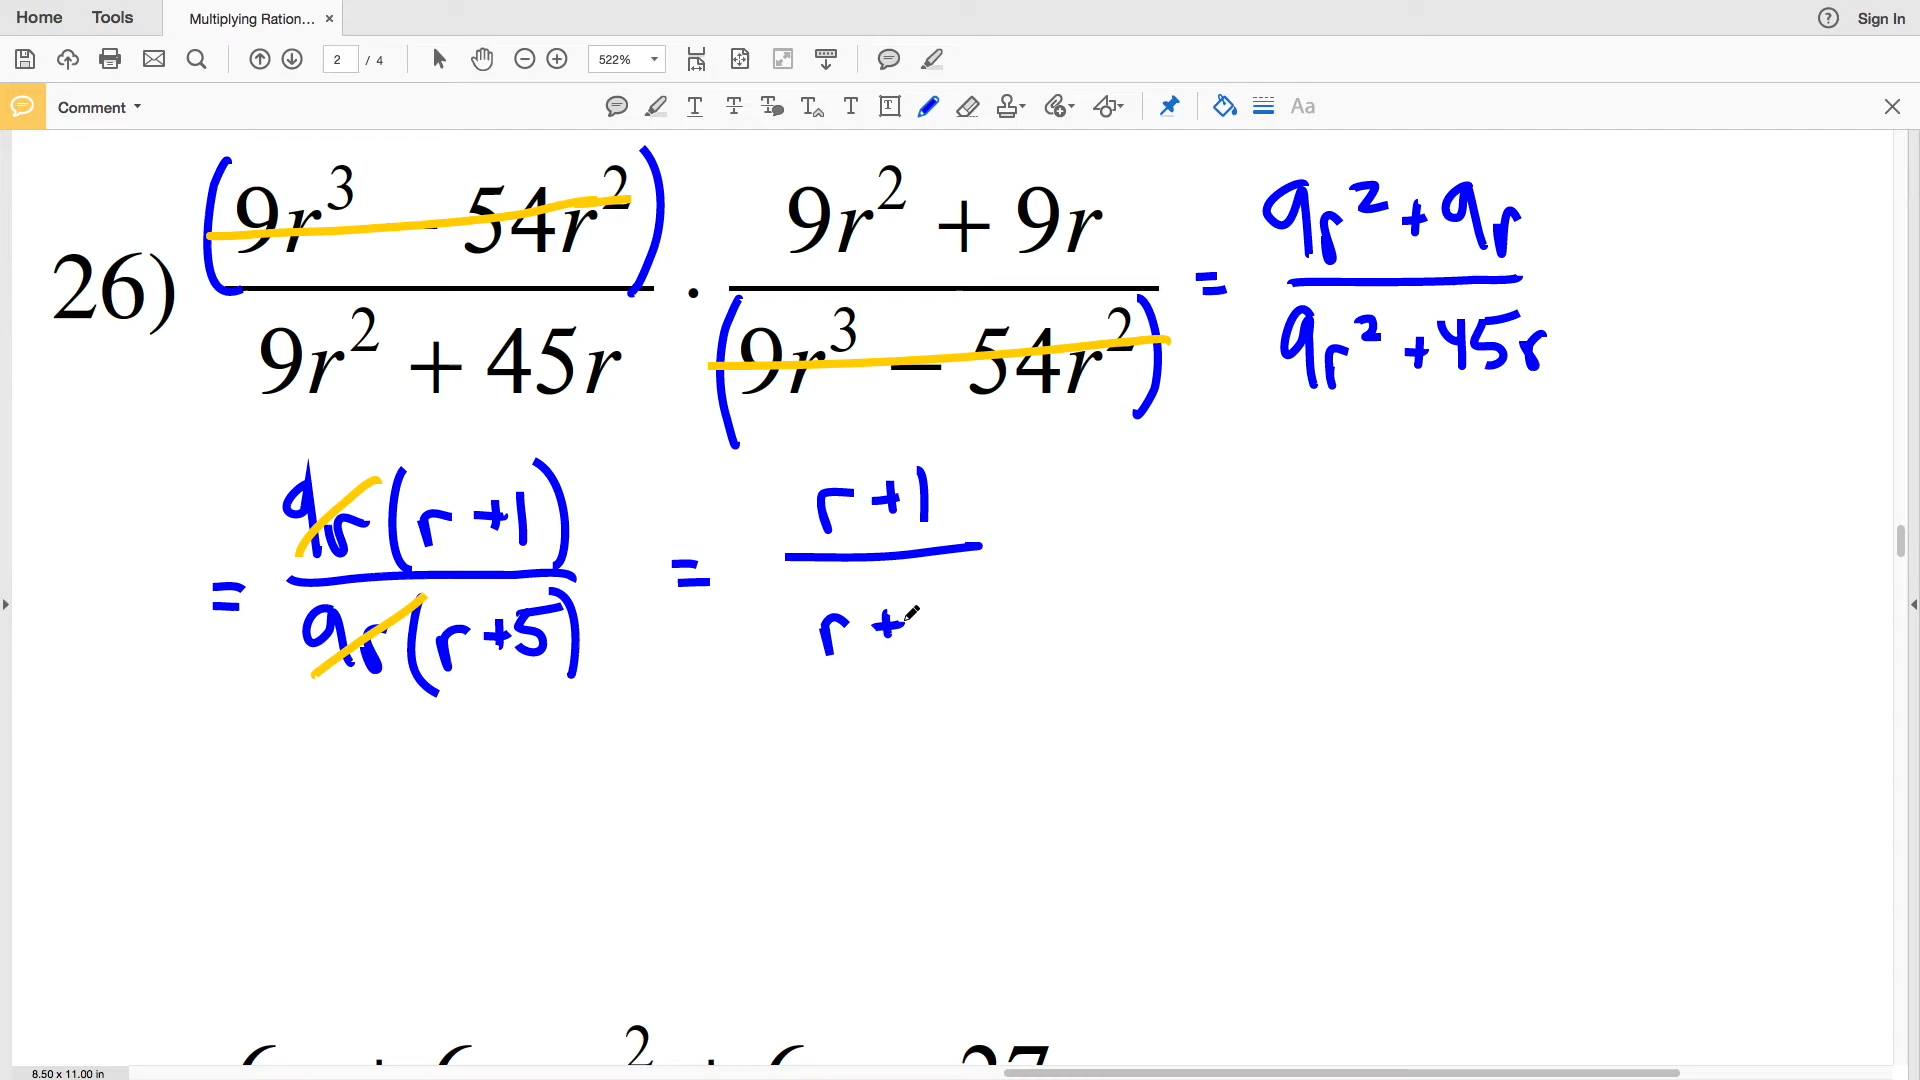 Home Tools Multiplying Ration... × ? Sign In
2 / 4 522%
Comment
T T T T T T Aa
26) (9r³ - 54r²) / 9r² + 45r · 9r² + 9r / (9r³ − 54r²) = 9r² + 9r / 9r² + 45r
= 9r(r+1) / 9r(r+5) = r+1 / r+
8.50 x 11.00 in